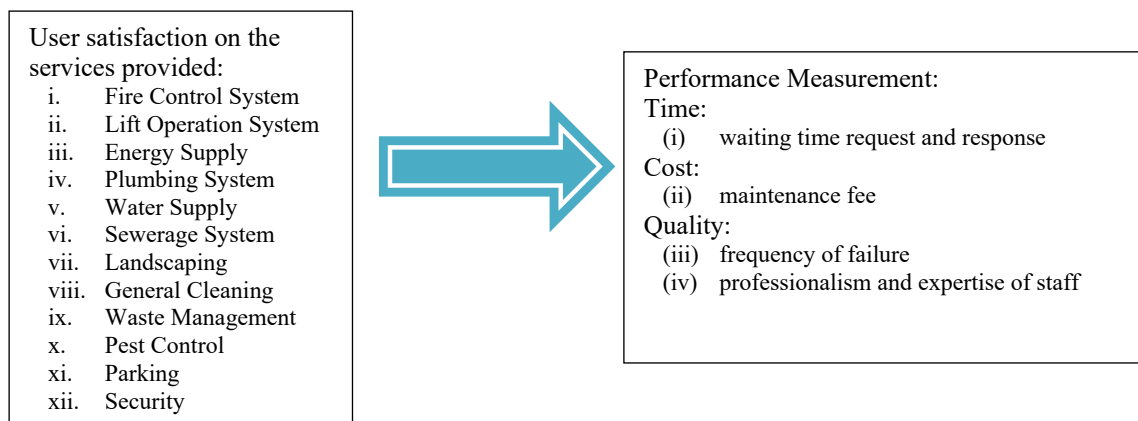 User satisfaction on the
services provided:
i. Fire Control System
ii. Lift Operation System
iii. Energy Supply
iv. Plumbing System
v. Water Supply
vi. Sewerage System
vii. Landscaping
viii. General Cleaning
ix. Waste Management
x. Pest Control
xi. Parking
xii. Security
Performance Measurement:
Time:
(i) waiting time request and response
Cost:
(ii) maintenance fee
Quality:
(iii) frequency of failure
(iv) professionalism and expertise of staff